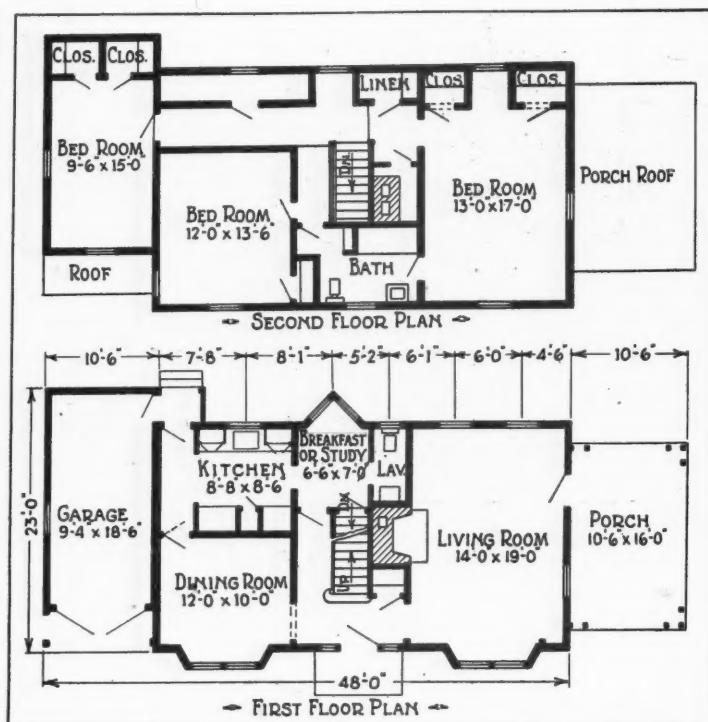 CLOS. CLOS.
LINEN
CLOS.
CLOS.
BED ROOM
9'-6" x 15'-0
DN.
BED ROOM
12'-0" x 13'-6"
BED ROOM
13'-0" x 17'-0"
PORCH ROOF
ROOF
BATH
SECOND FLOOR PLAN
10'-6" 7'-8" 8'-1" 5'-2" 6'-1" 6'-0" 4'-6" 10'-6"
BREAKFAST
OR STUDY
6'-6" x 7'-0"
KITCHEN
8'-8" x 8'-6
LAV.
23'-0"
GARAGE
9'-4" x 18'-6"
DN.
LIVING ROOM
14'-0 x 19'-0"
PORCH
10'-6" x 16'-0"
DINING ROOM
12'-0" x 10'-0"
UP
48'-0"
FIRST FLOOR PLAN